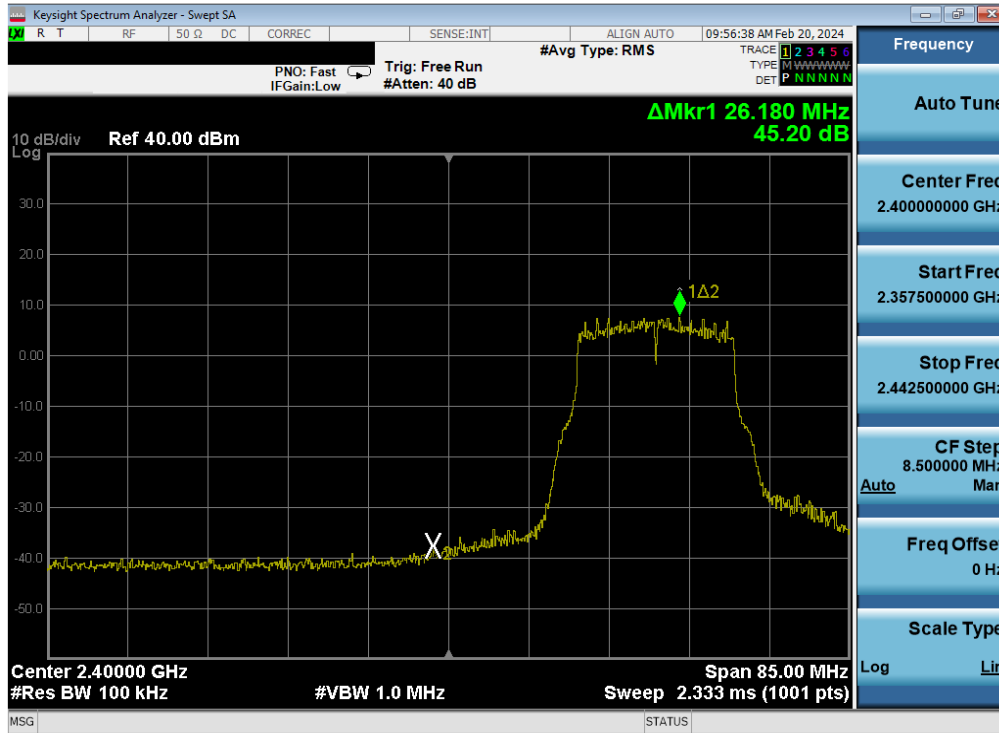 Keysight Spectrum Analyzer - Swept SA
LXI R T RF 50 Ω DC CORREC SENSE:INT ALIGN AUTO 09:56:38 AM Feb 20, 2024
#Avg Type: RMS
TRACE 1 2 3 4 5 6
TYPE M WWWWW
DET P N N N N N
PNO: Fast
IFGain:Low
Trig: Free Run
#Atten: 40 dB
ΔMkr1 26.180 MHz
45.20 dB
10 dB/div Ref 40.00 dBm
Log
30.0
20.0
10.0
0.00
-10.0
-20.0
-30.0
-40.0
-50.0
1Δ2
X2
Center 2.40000 GHz
#Res BW 100 kHz
#VBW 1.0 MHz
Span 85.00 MHz
Sweep 2.333 ms (1001 pts)
MSG
STATUS
Frequency
Auto Tune
Center Freq
2.400000000 GHz
Start Freq
2.357500000 GHz
Stop Freq
2.442500000 GHz
CF Step
8.500000 MHz
Auto Man
Freq Offset
0 Hz
Scale Type
Log Lin